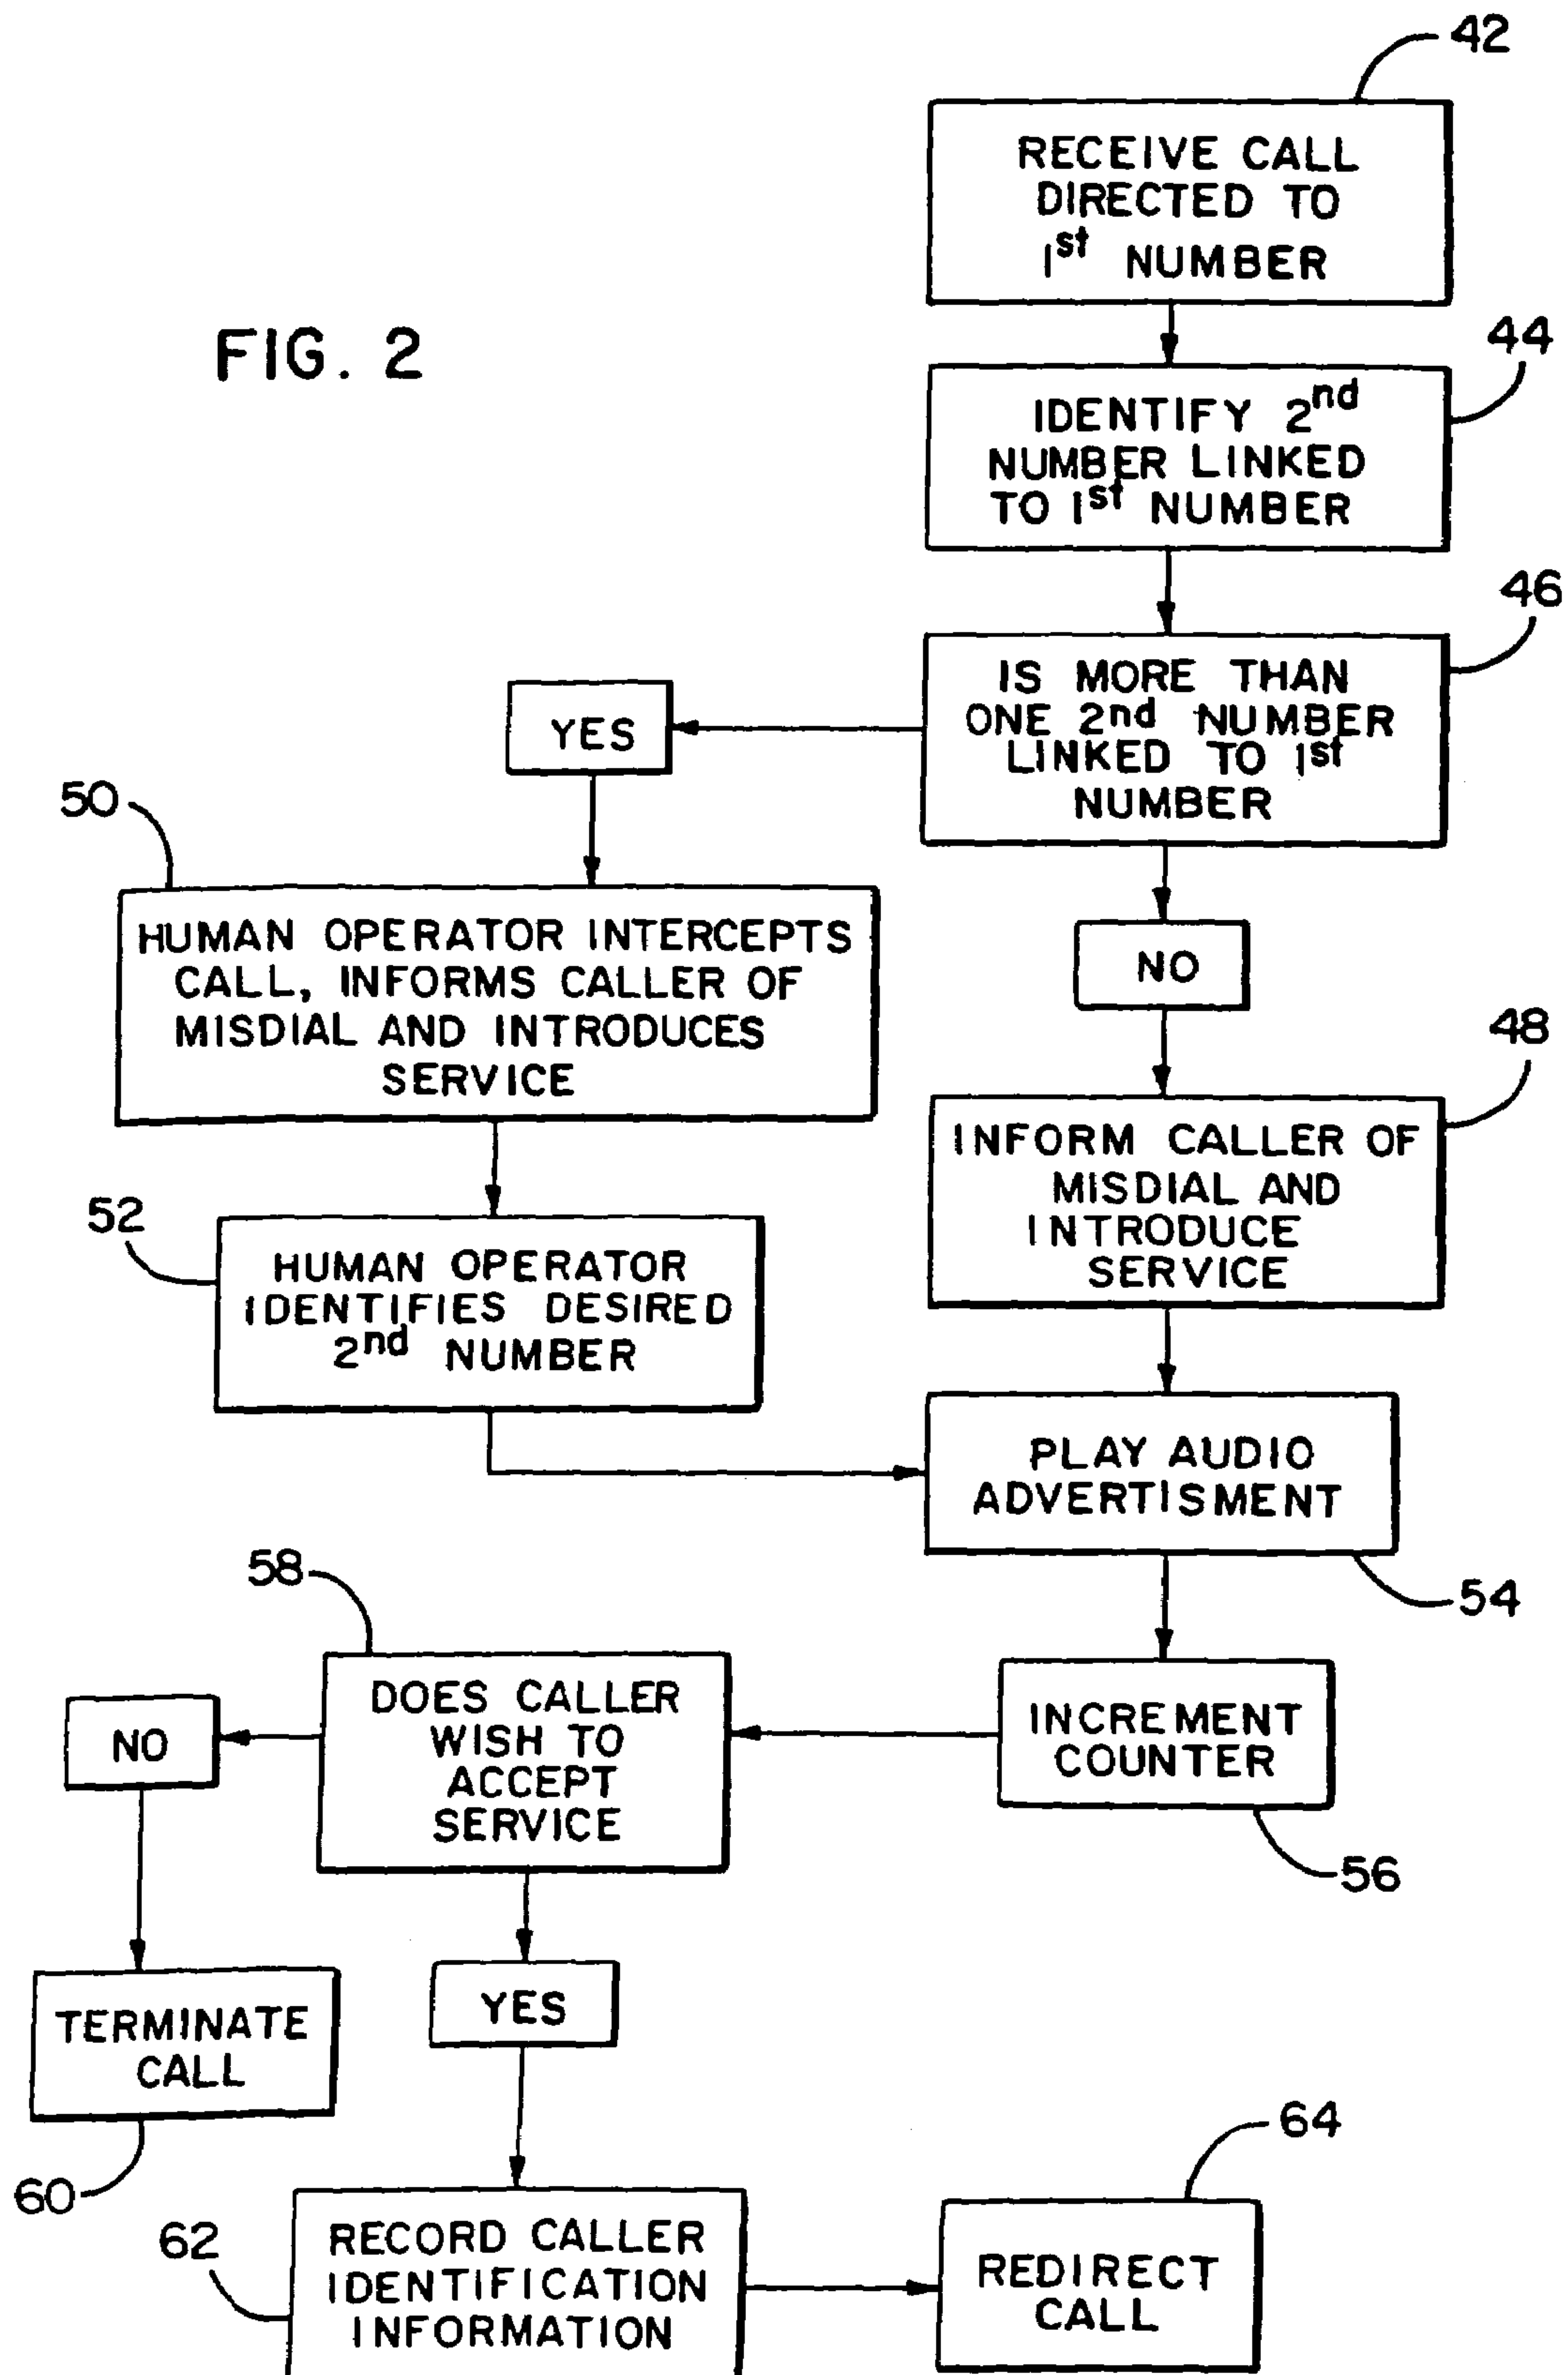 42
RECEIVE CALL
DIRECTED TO
1st NUMBER
FIG. 2
44
IDENTIFY 2nd
NUMBER LINKED
TO 1st NUMBER
46
IS MORE THAN
ONE 2nd NUMBER
LINKED TO 1st
NUMBER
YES
50
HUMAN OPERATOR INTERCEPTS
CALL, INFORMS CALLER OF
MISDIAL AND INTRODUCES
SERVICE
NO
48
INFORM CALLER OF
MISDIAL AND
INTRODUCE
SERVICE
52
HUMAN OPERATOR
IDENTIFIES DESIRED
2nd NUMBER
PLAY AUDIO
ADVERTISMENT
54
58
DOES CALLER
WISH TO
ACCEPT
SERVICE
INCREMENT
COUNTER
56
NO
TERMINATE
CALL
60
YES
62
RECORD CALLER
IDENTIFICATION
INFORMATION
64
REDIRECT
CALL